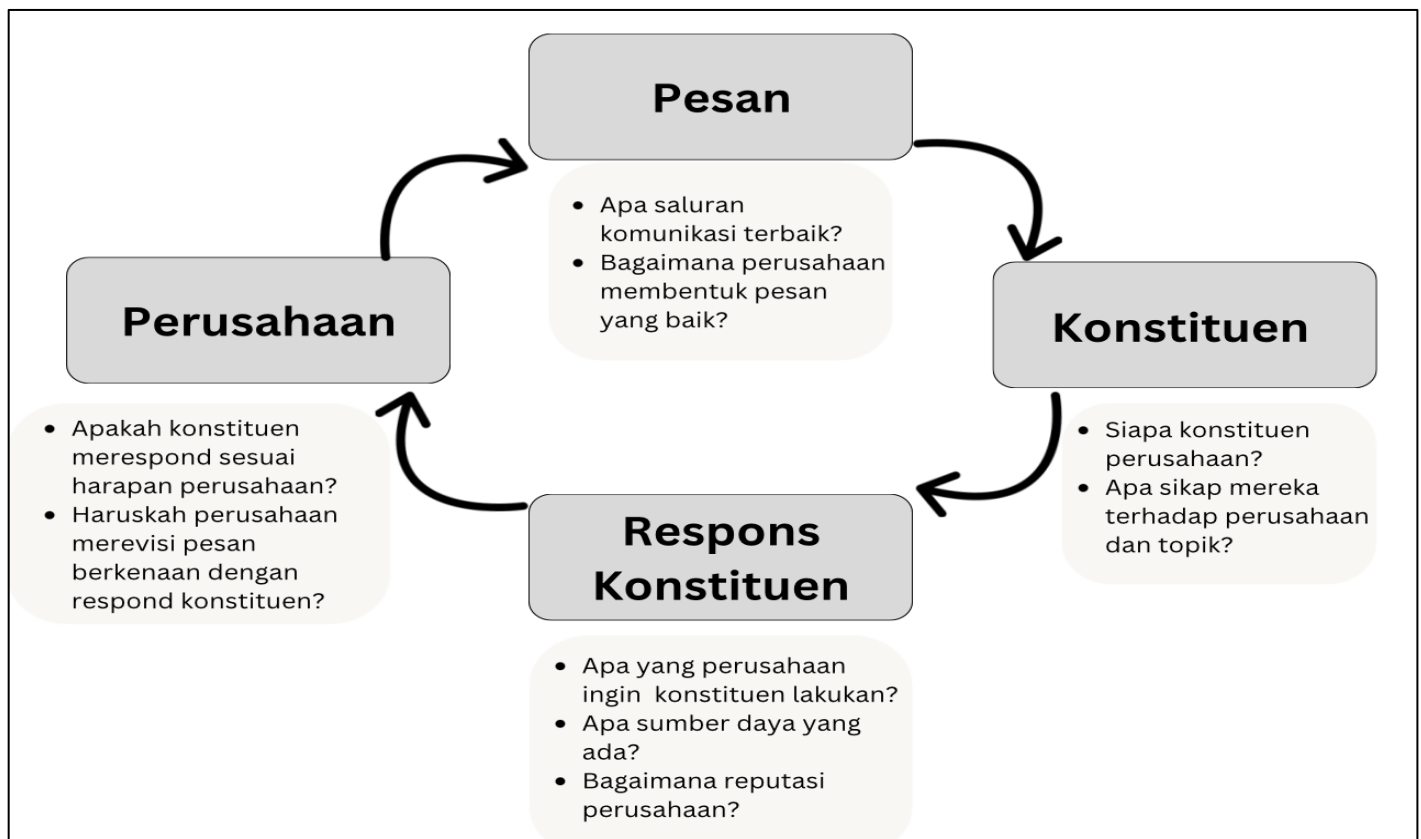 Pesan
• Apa saluran
komunikasi terbaik?
• Bagaimana perusahaan
membentuk pesan
yang baik?
Perusahaan
• Apakah konstituen
merespond sesuai
harapan perusahaan?
• Haruskah perusahaan
merevisi pesan
berkenaan dengan
respond konstituen?
Konstituen
• Siapa konstituen
perusahaan?
• Apa sikap mereka
terhadap perusahaan
dan topik?
Respons
Konstituen
• Apa yang perusahaan
ingin konstituen lakukan?
• Apa sumber daya yang
ada?
• Bagaimana reputasi
perusahaan?